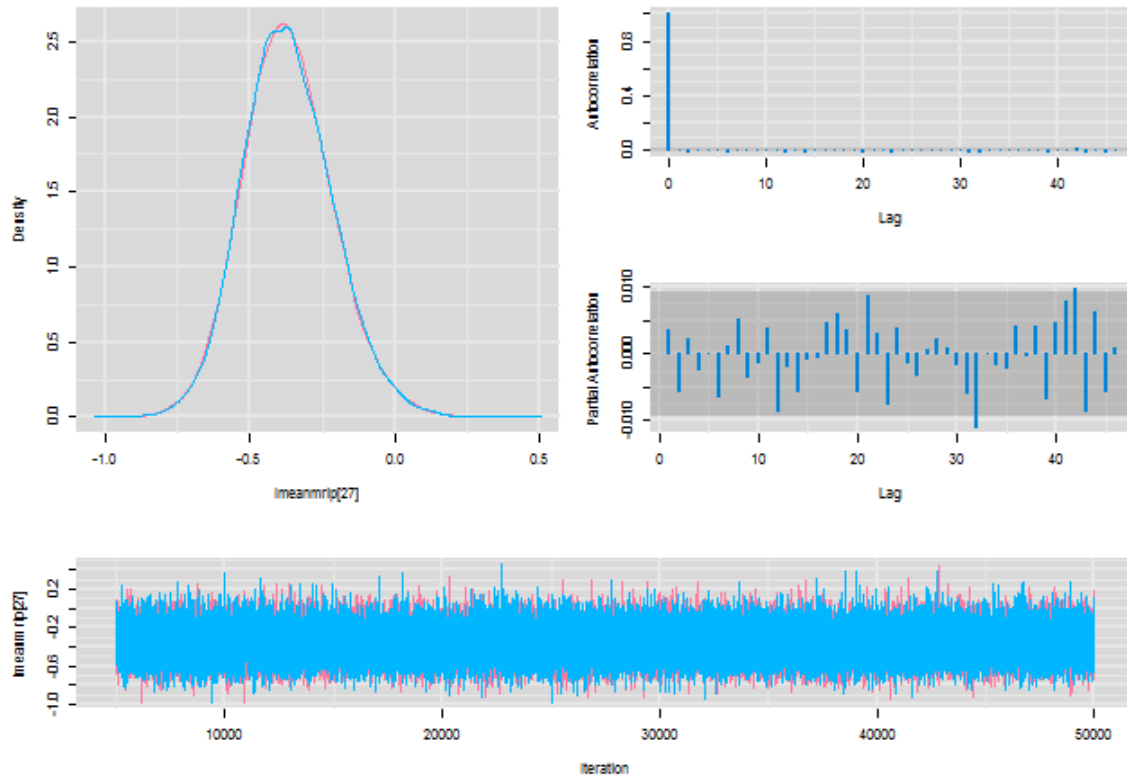 Density
0.0 0.5 1.0 1.5 2.0 2.5
-1.0 -0.5 0.0 0.5
lmeanmrip[27]
Autocorrelation
0.0 0.4 0.8
0 10 20 30 40
Lag
Partial Autocorrelation
-0.010 0.000 0.010
0 10 20 30 40
Lag
lmeanmrip[27]
-1.0 -0.6 -0.2 0.2
10000 20000 30000 40000 50000
Iteration